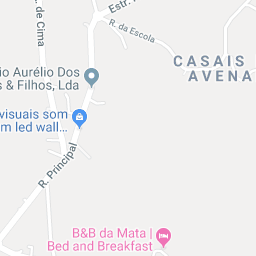 . de Cima
Estr.
R. da Escola
CASAIS
AVENA
io Aurélio Dos
s & Filhos, Lda
visuais som
m led wall...
R. Principal
B&B da Mata |
Bed and Breakfast